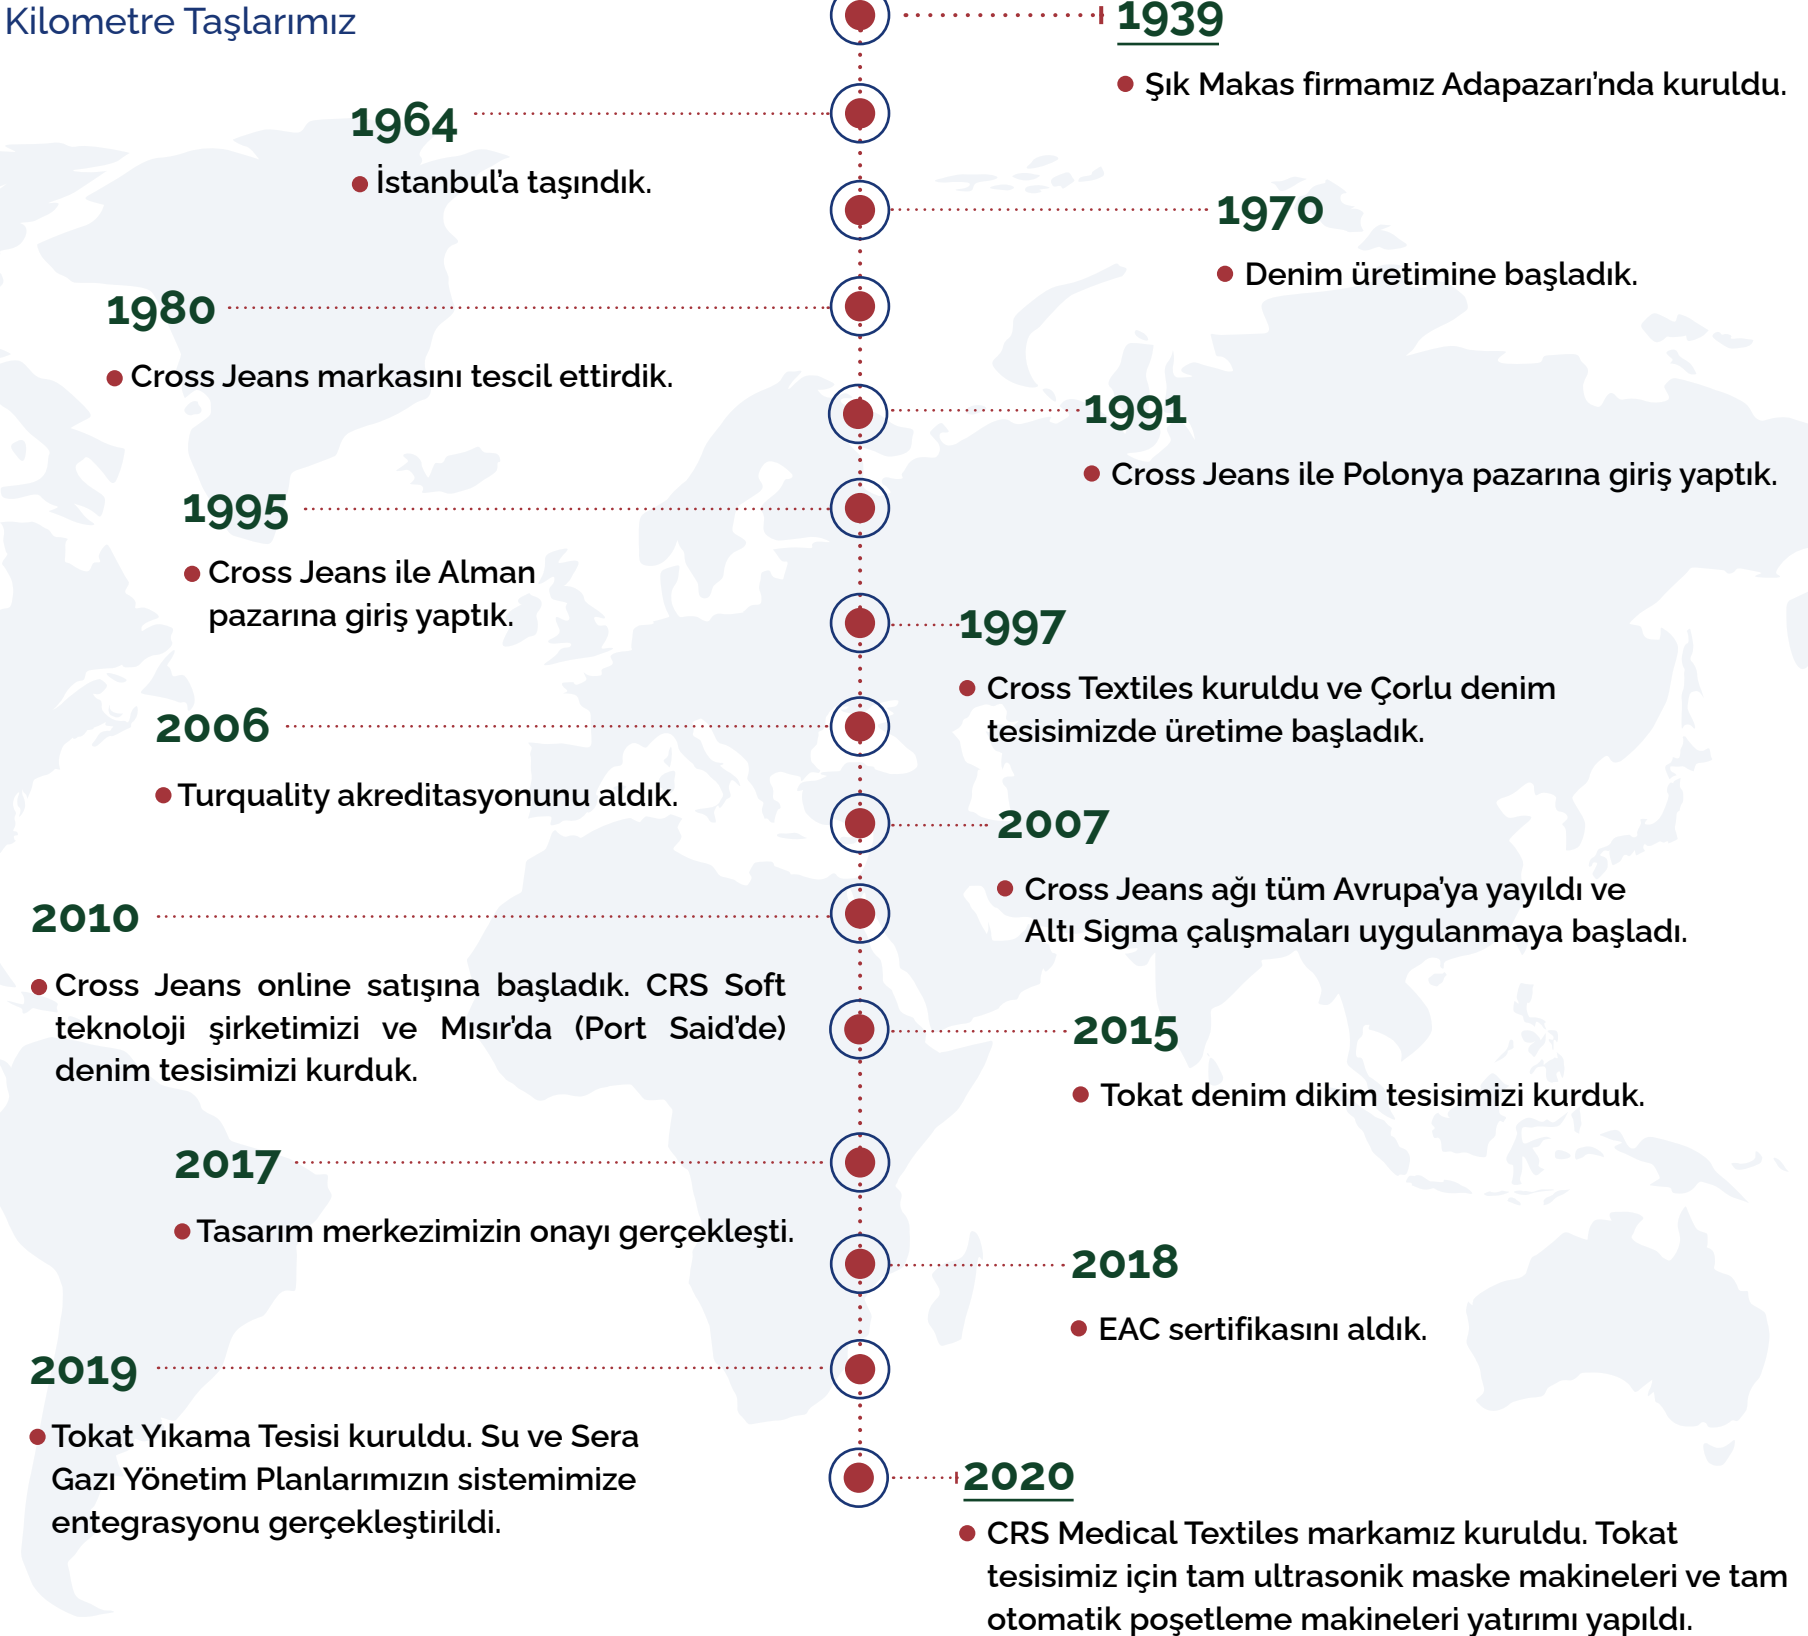 Kilometre Taşlarımız
1939
Şık Makas firmamız Adapazarı'nda kuruldu.
1964
İstanbul'a taşındık.
1970
Denim üretimine başladık.
1980
Cross Jeans markasını tescil ettirdik.
1991
Cross Jeans ile Polonya pazarına giriş yaptık.
1995
Cross Jeans ile Alman
pazarına giriş yaptık.
1997
Cross Textiles kuruldu ve Çorlu denim
tesisimizde üretime başladık.
2006
Turquality akreditasyonunu aldık.
2007
Cross Jeans ağı tüm Avrupa'ya yayıldı ve
Altı Sigma çalışmaları uygulanmaya başladı.
2010
Cross Jeans online satışına başladık. CRS Soft
teknoloji şirketimizi ve Mısır'da (Port Said'de)
denim tesisimizi kurduk.
2015
Tokat denim dikim tesisimizi kurduk.
2017
Tasarım merkezimizin onayı gerçekleşti.
2018
EAC sertifikasını aldık.
2019
Tokat Yıkama Tesisi kuruldu. Su ve Sera
Gazı Yönetim Planlarımızın sistemimize
entegrasyonu gerçekleştirildi.
2020
CRS Medical Textiles markamız kuruldu. Tokat
tesisimiz için tam ultrasonik maske makineleri ve tam
otomatik poşetleme makineleri yatırımı yapıldı.